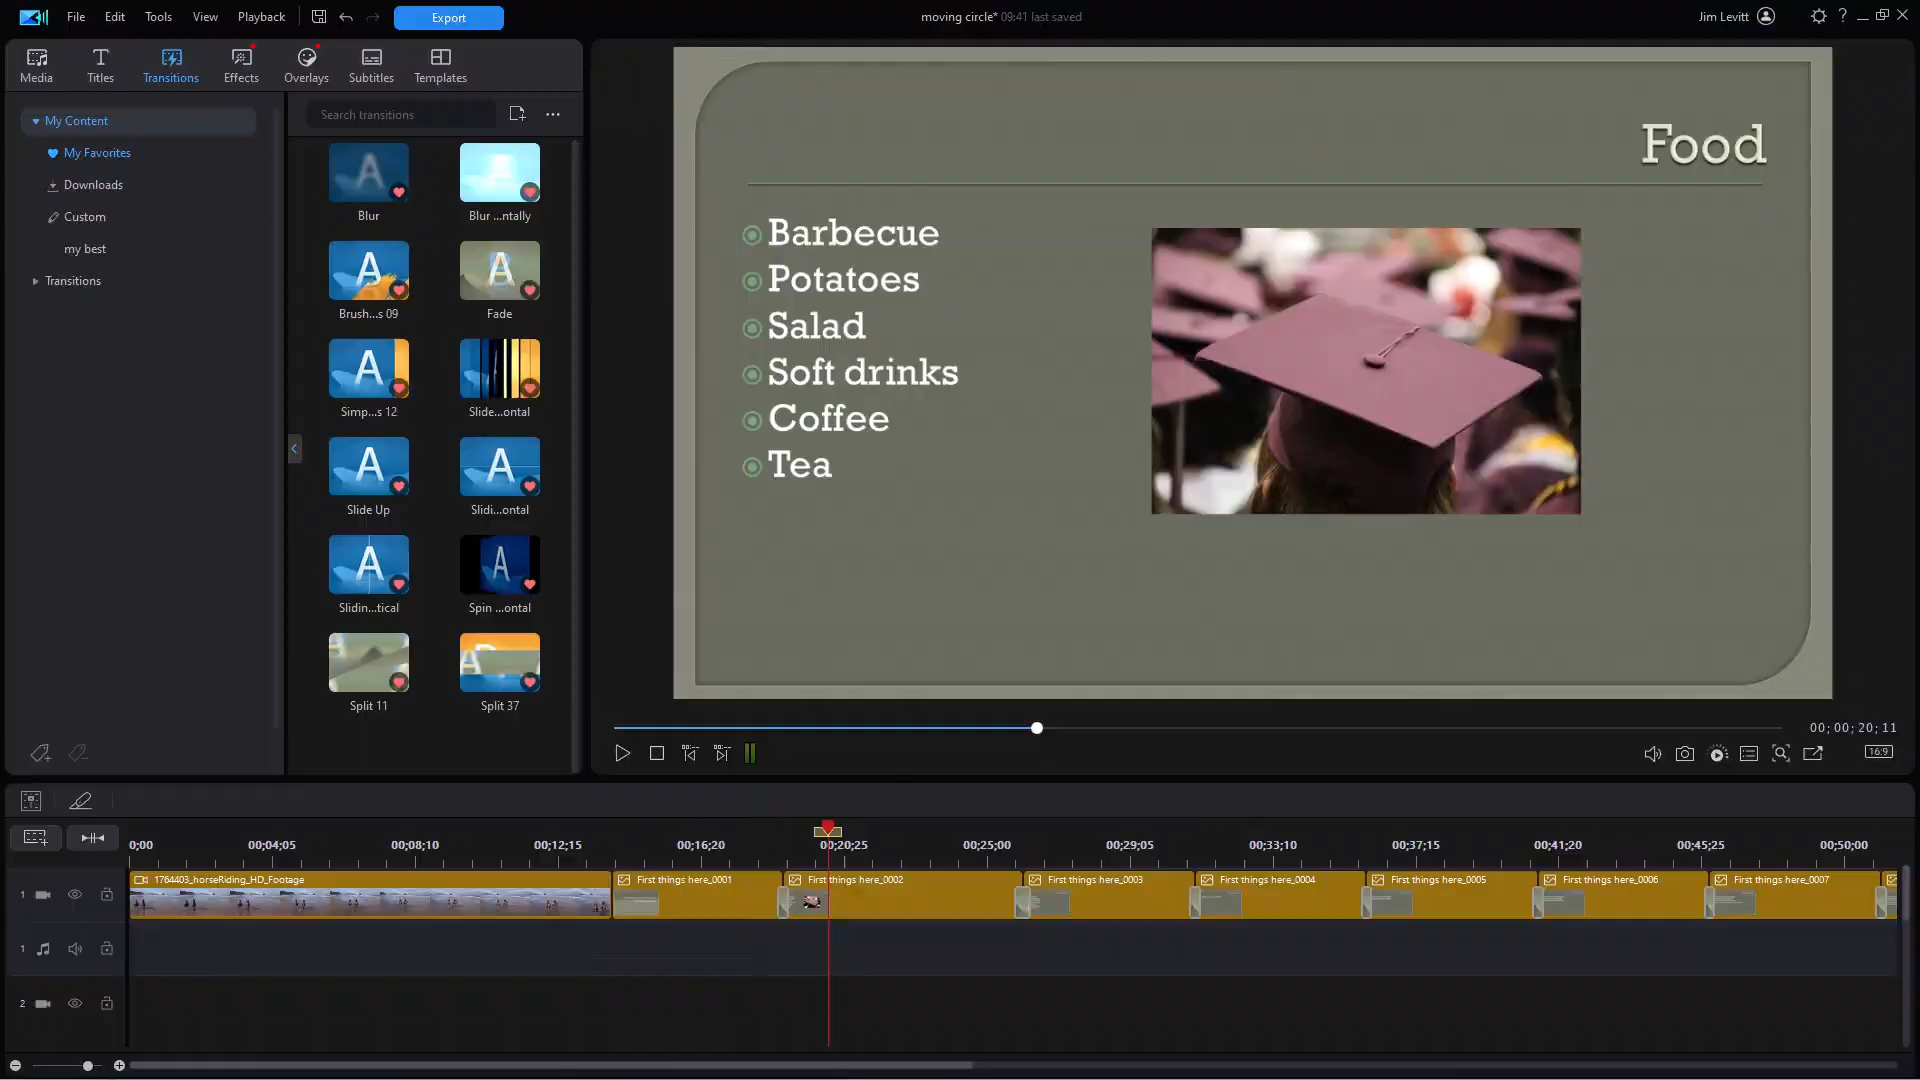 File Edit Tools View Playback Export
moving circle* 09:41 last saved
Jim Levitt
Media Titles Transitions Effects Overlays Subtitles Templates
My Content
My Favorites
Downloads
Custom
my best
Transitions
Search transitions
Blur Blur ...ntally
Brush...s 09 Fade
Simp...s 12 Slide...ontal
Slide Up Slidi...ontal
Slidin...tical Spin ...ontal
Split 11 Split 37
Food
Barbecue
Potatoes
Salad
Soft drinks
Coffee
Tea
00; 00; 20; 11
16:9
0;00 00;04;05 00;08;10 00;12;15 00;16;20 00;20;25 00;25;00 00;29;05 00;33;10 00;37;15 00;41;20 00;45;25 00;50;00
1 1764403_horseRiding_HD_Footage First things here_0001 First things here_0002 First things here_0003 First things here_0004 First things here_0005 First things here_0006 First things here_0007
1
2